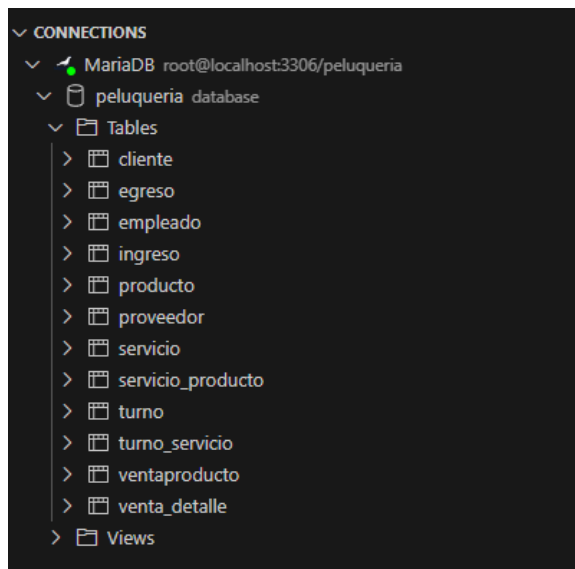 CONNECTIONS
MariaDB root@localhost:3306/peluqueria
peluqueria database
Tables
cliente
egreso
empleado
ingreso
producto
proveedor
servicio
servicio_producto
turno
turno_servicio
ventaproducto
venta_detalle
Views